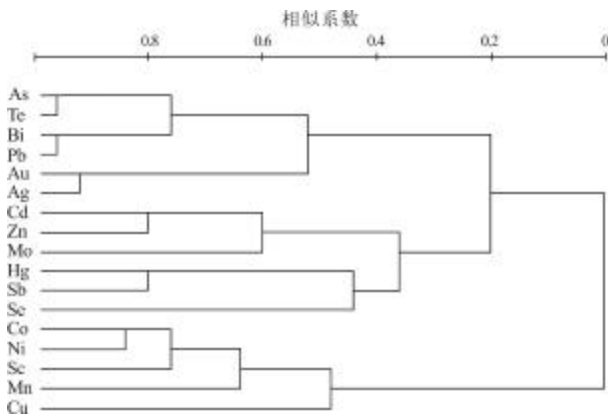 相似系数
0.8 0.6 0.4 0.2 0
As
Te
Bi
Pb
Au
Ag
Cd
Zn
Mo
Hg
Sb
Sc
Co
Ni
Sc
Mn
Cu